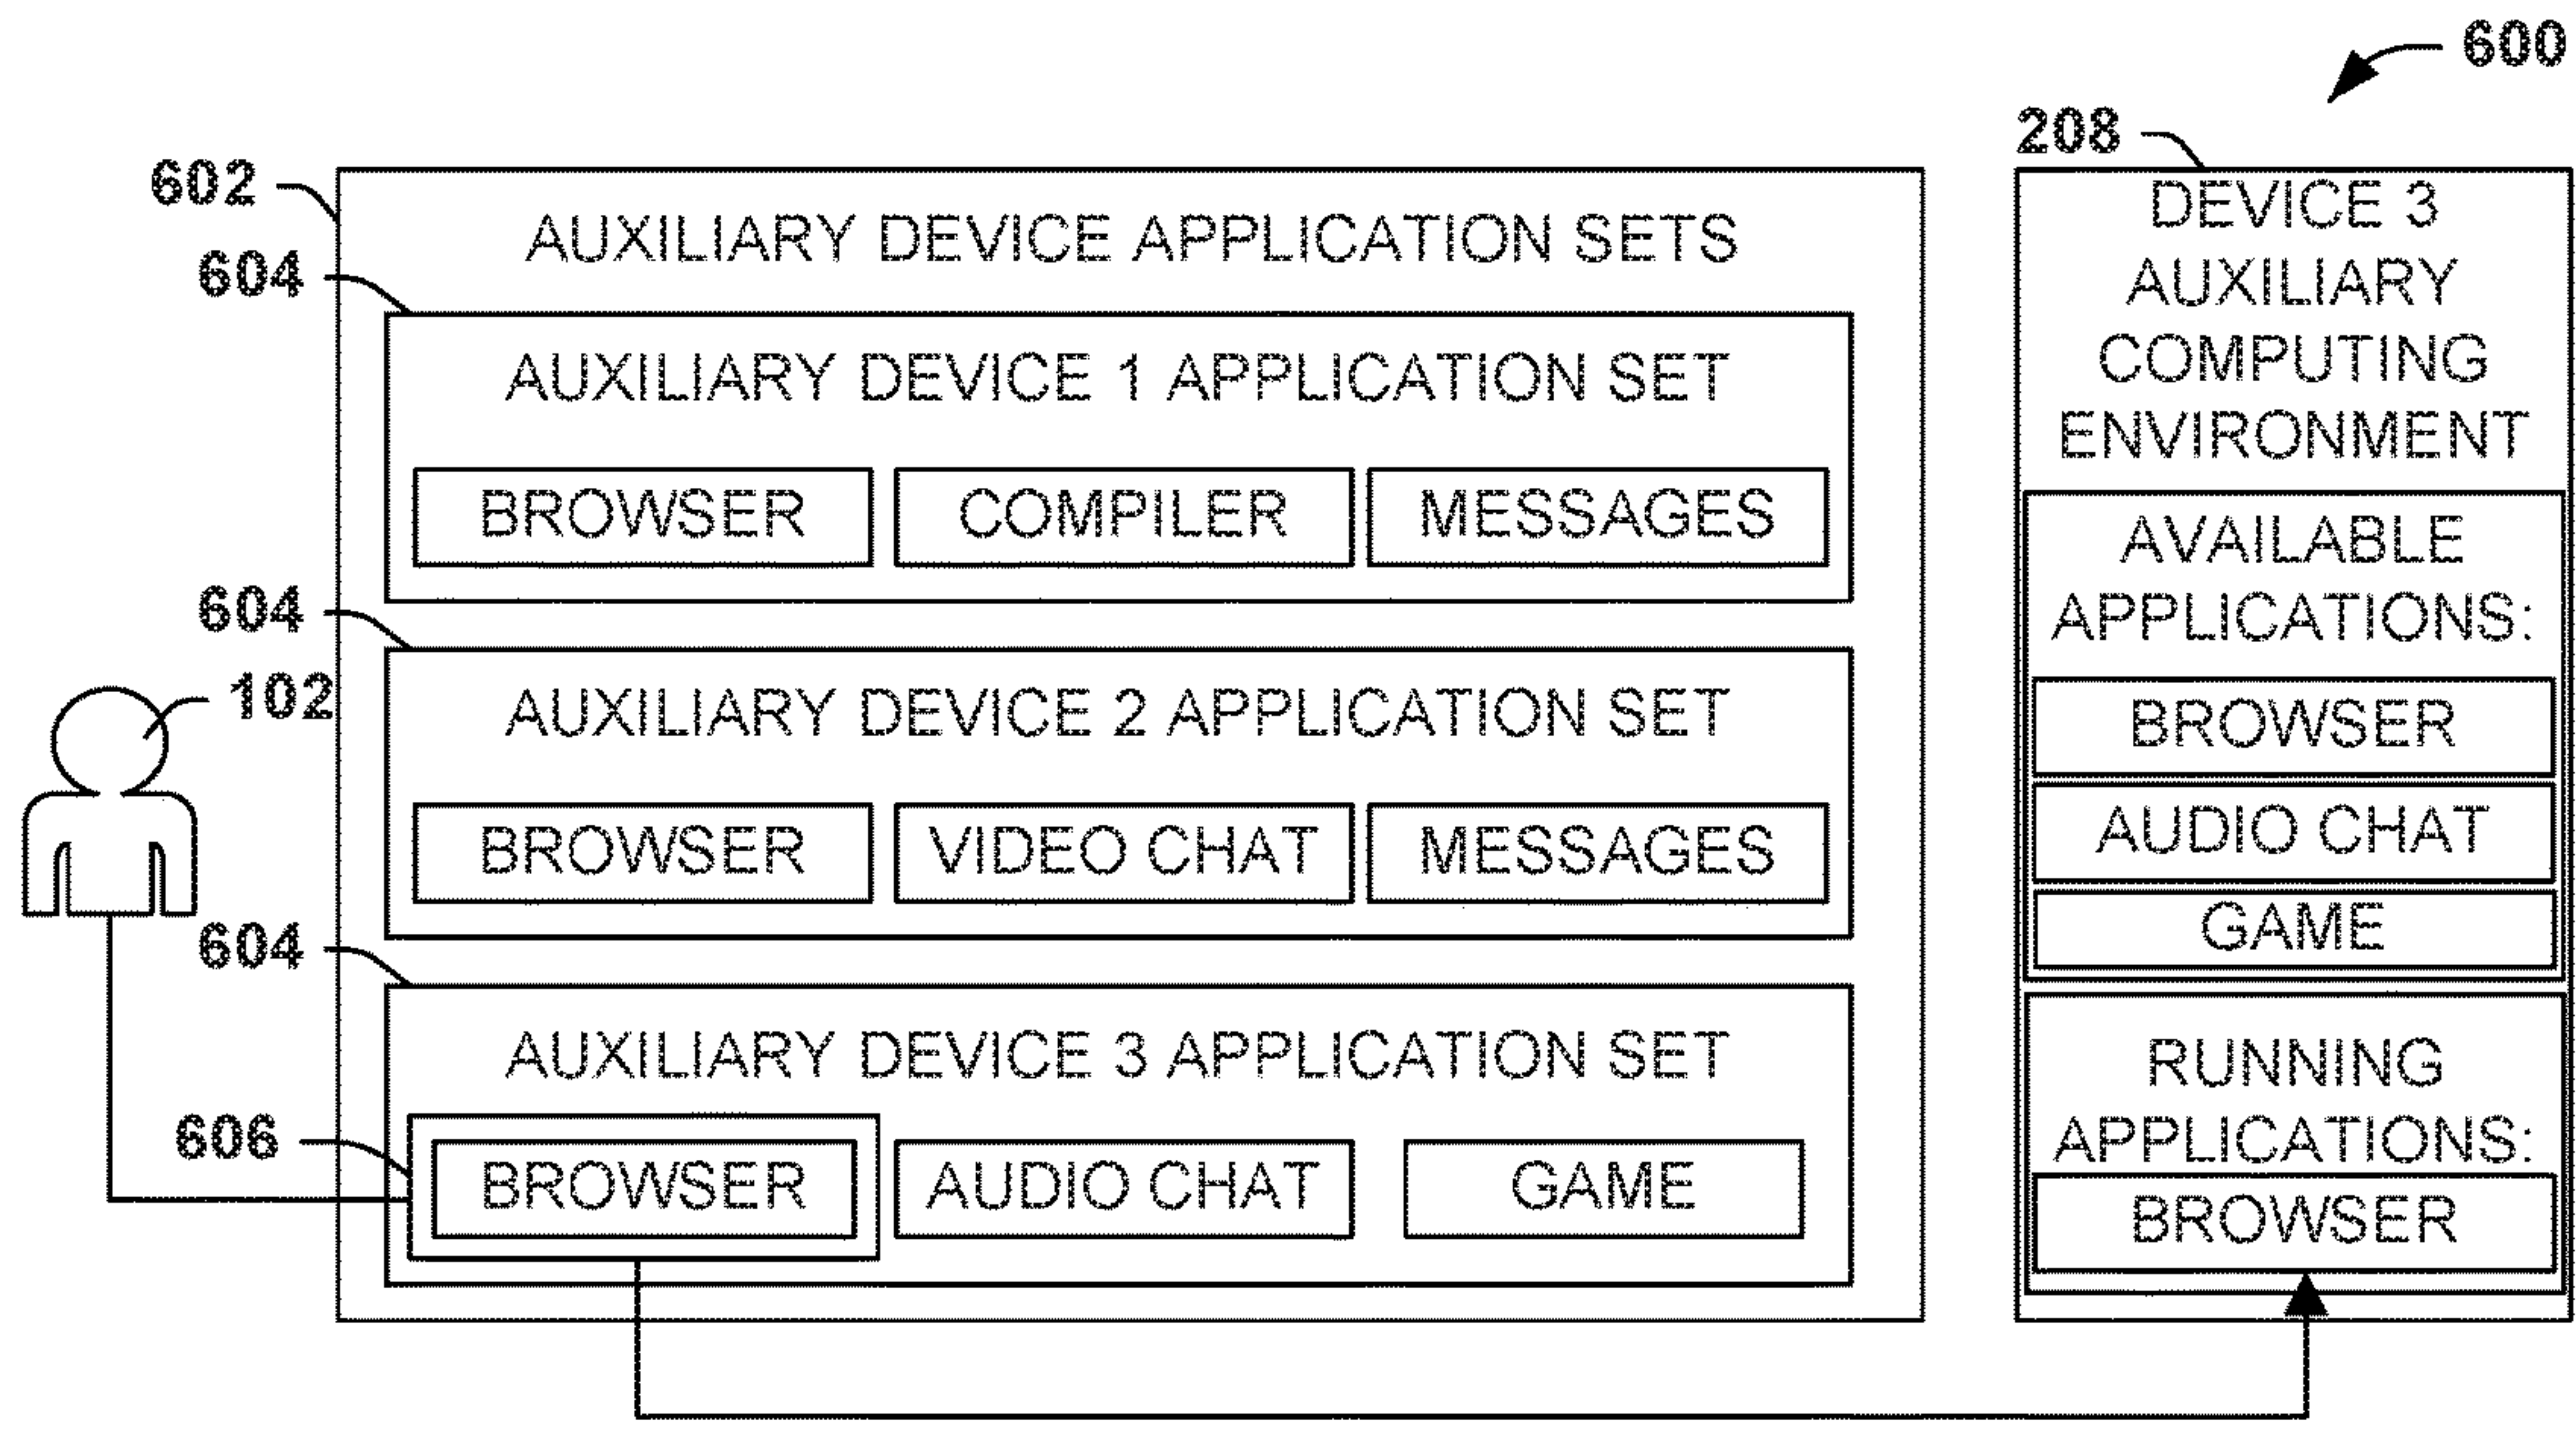 600
208
602
AUXILIARY DEVICE APPLICATION SETS
604
AUXILIARY DEVICE 1 APPLICATION SET
BROWSER
COMPILER
MESSAGES
604
102
AUXILIARY DEVICE 2 APPLICATION SET
BROWSER
VIDEO CHAT
MESSAGES
604
AUXILIARY DEVICE 3 APPLICATION SET
606
BROWSER
AUDIO CHAT
GAME
DEVICE 3
AUXILIARY
COMPUTING
ENVIRONMENT
AVAILABLE
APPLICATIONS:
BROWSER
AUDIO CHAT
GAME
RUNNING
APPLICATIONS:
BROWSER